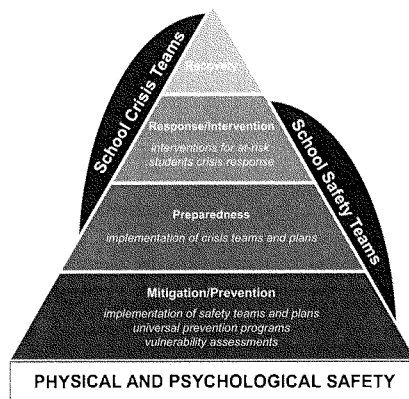 School Crisis Teams
Recovery
Response/Intervention
interventions for at-risk
students crisis response
School Safety Teams
Preparedness
implementation of crisis teams and plans
Mitigation/Prevention
implementation of safety teams and plans
universal prevention programs
vulnerability assessments
PHYSICAL AND PSYCHOLOGICAL SAFETY